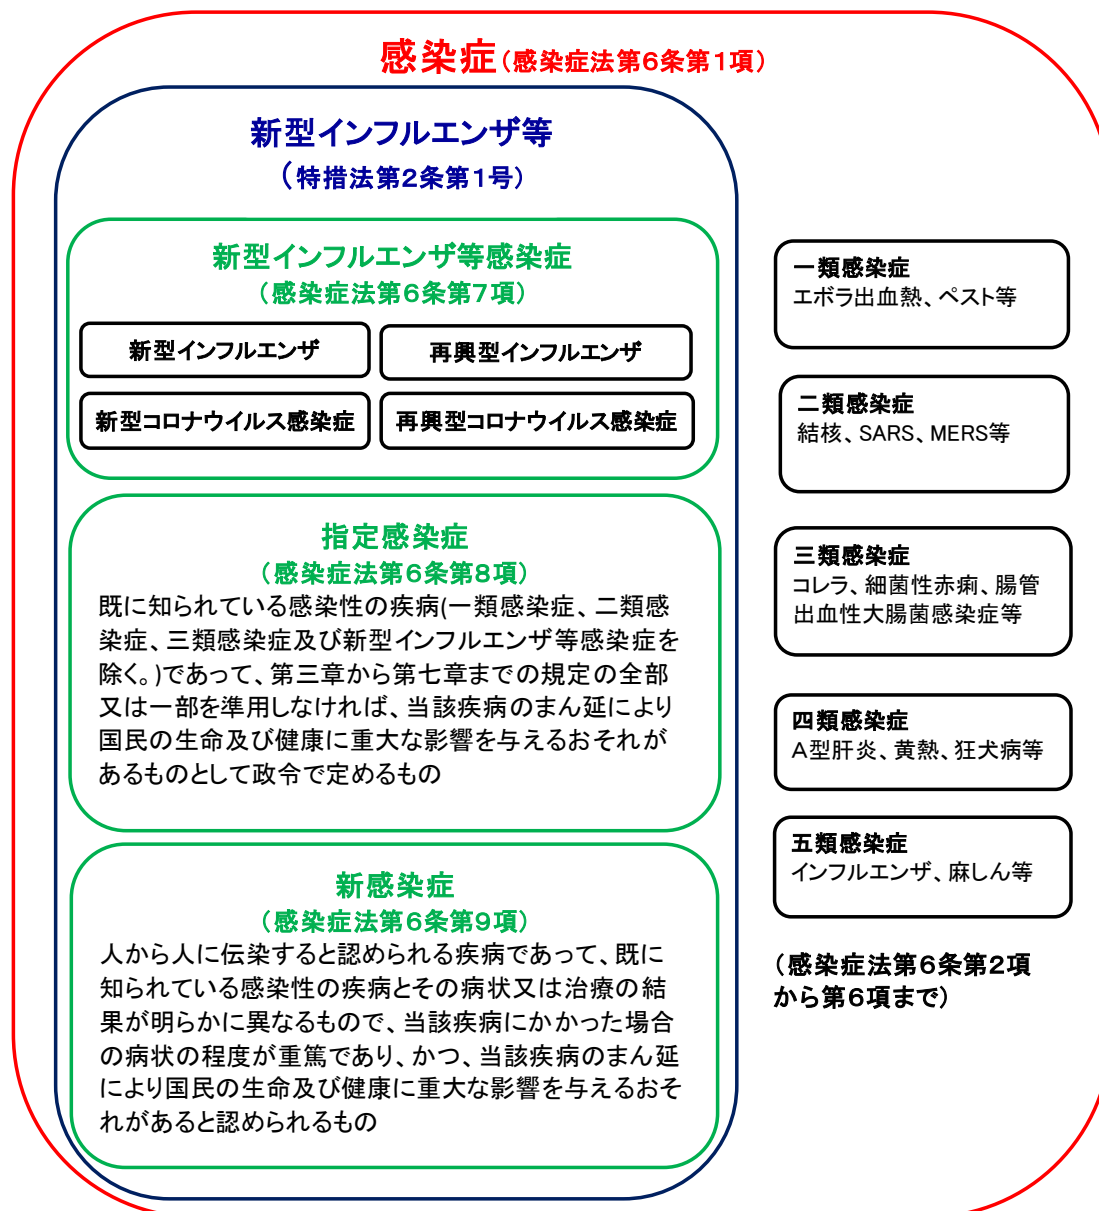 感染症(感染症法第6条第1項)
新型インフルエンザ等
(特措法第2条第1号)
新型インフルエンザ等感染症
(感染症法第6条第7項)
新型インフルエンザ
再興型インフルエンザ
新型コロナウイルス感染症
再興型コロナウイルス感染症
指定感染症
(感染症法第6条第8項)
既に知られている感染性の疾病(一類感染症、二類感
染症、三類感染症及び新型インフルエンザ等感染症を
除く。)であって、第三章から第七章までの規定の全部
又は一部を準用しなければ、当該疾病のまん延により
国民の生命及び健康に重大な影響を与えるおそれが
あるものとして政令で定めるもの
新感染症
(感染症法第6条第9項)
人から人に伝染すると認められる疾病であって、既に
知られている感染性の疾病とその病状又は治療の結
果が明らかに異なるもので、当該疾病にかかった場合
の病状の程度が重篤であり、かつ、当該疾病のまん延
により国民の生命及び健康に重大な影響を与えるおそ
れがあると認められるもの
一類感染症
エボラ出血熱、ペスト等
二類感染症
結核、SARS、MERS等
三類感染症
コレラ、細菌性赤痢、腸管
出血性大腸菌感染症等
四類感染症
A型肝炎、黄熱、狂犬病等
五類感染症
インフルエンザ、麻しん等
(感染症法第6条第2項
から第6項まで)